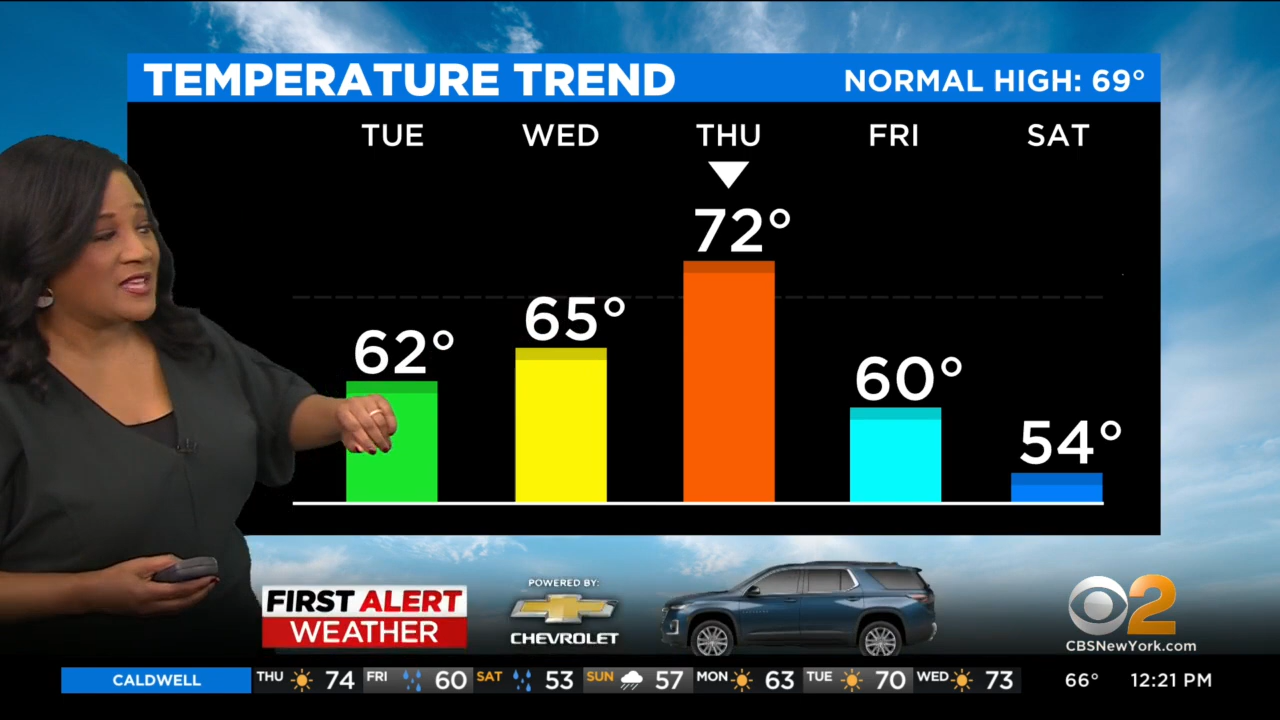 TEMPERATURE TREND
NORMAL HIGH: 69°
TUE WED THU FRI SAT
62° 65° 72° 60° 54°
FIRST ALERT
WEATHER
POWERED BY:
CHEVROLET
2
CBSNewYork.com
CALDWELL THU 74 FRI 60 SAT 53 SUN 57 MON 63 TUE 70 WED 73 66° 12:21 PM